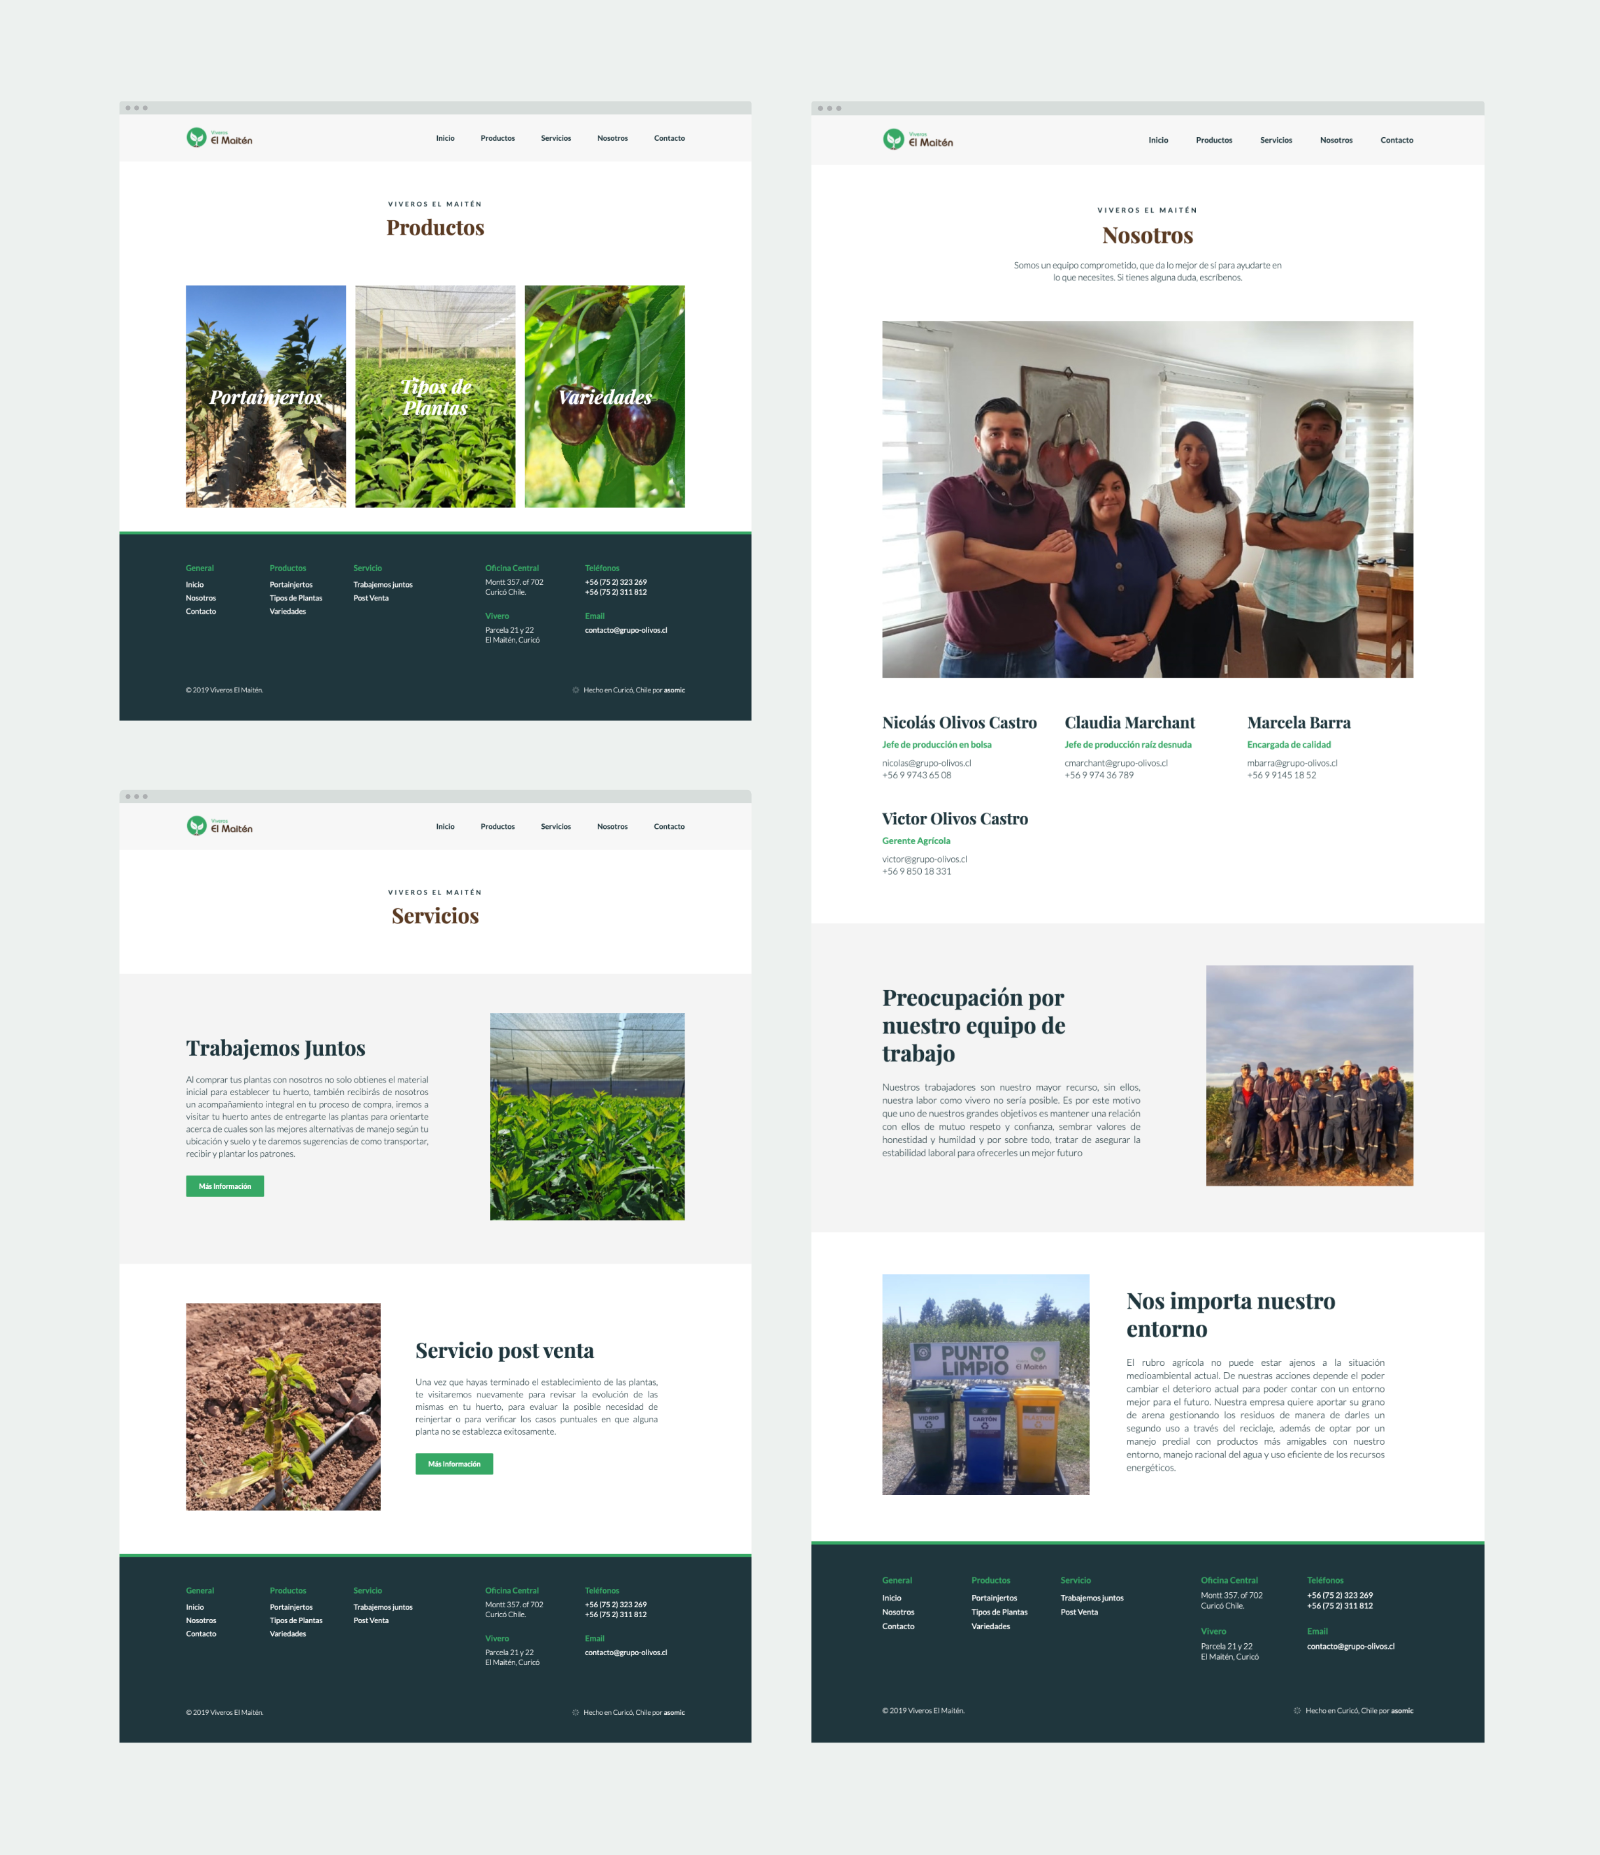 Viveros
El Maitén
Inicio Productos Servicios Nosotros Contacto
VIVEROS EL MAITÉN
Productos
Portainjertos
Tipos de
Plantas
Variedades
General
Inicio
Nosotros
Contacto
Productos
Portainjertos
Tipos de Plantas
Variedades
Servicio
Trabajemos juntos
Post Venta
Oficina Central
Montt 357. of 702
Curicó Chile.
Vivero
Parcela 21 y 22
El Maitén, Curicó
Teléfonos
+56 (75 2) 323 269
+56 (75 2) 311 812
Email
contacto@grupo-olivos.cl
© 2019 Viveros El Maitén.
Hecho en Curicó, Chile por asomic
Viveros
El Maitén
Inicio Productos Servicios Nosotros Contacto
VIVEROS EL MAITÉN
Servicios
Trabajemos Juntos
Al comprar tus plantas con nosotros no solo obtienes el material
inicial para establecer tu huerto, también recibirás de nosotros
un acompañamiento integral en tu proceso de compra, iremos a
visitar tu huerto antes de entregarte las plantas para orientarte
acerca de cuales son las mejores alternativas de manejo según tu
ubicación y suelo y te daremos sugerencias de como transportar,
recibir y plantar los patrones.
Más Información
Servicio post venta
Una vez que hayas terminado el establecimiento de las plantas,
te visitaremos nuevamente para revisar la evolución de las
mismas en tu huerto, para evaluar la posible necesidad de
reinjertar o para verificar los casos puntuales en que alguna
planta no se establezca exitosamente.
Más Información
General
Inicio
Nosotros
Contacto
Productos
Portainjertos
Tipos de Plantas
Variedades
Servicio
Trabajemos juntos
Post Venta
Oficina Central
Montt 357. of 702
Curicó Chile.
Vivero
Parcela 21 y 22
El Maitén, Curicó
Teléfonos
+56 (75 2) 323 269
+56 (75 2) 311 812
Email
contacto@grupo-olivos.cl
© 2019 Viveros El Maitén.
Hecho en Curicó, Chile por asomic
Viveros
El Maitén
Inicio Productos Servicios Nosotros Contacto
VIVEROS EL MAITÉN
Nosotros
Somos un equipo comprometido, que da lo mejor de sí para ayudarte en
lo que necesites. Si tienes alguna duda, escríbenos.
Nicolás Olivos Castro
Jefe de producción en bolsa
nicolas@grupo-olivos.cl
+56 9 9743 65 08
Claudia Marchant
Jefe de producción raíz desnuda
cmarchant@grupo-olivos.cl
+56 9 974 36 789
Marcela Barra
Encargada de calidad
mbarra@grupo-olivos.cl
+56 9 9145 18 52
Victor Olivos Castro
Gerente Agrícola
victor@grupo-olivos.cl
+56 9 850 18 331
Preocupación por
nuestro equipo de
trabajo
Nuestros trabajadores son nuestro mayor recurso, sin ellos,
nuestra labor como vivero no sería posible. Es por este motivo
que uno de nuestros grandes objetivos es mantener una relación
con ellos de mutuo respeto y confianza, sembrar valores de
honestidad y humildad y por sobre todo, tratar de asegurar la
estabilidad laboral para ofrecerles un mejor futuro
PUNTO
LIMPIO
El Maitén
VIDRIO
CARTÓN
PLÁSTICO
Nos importa nuestro
entorno
El rubro agrícola no puede estar ajenos a la situación
medioambiental actual. De nuestras acciones depende el poder
cambiar el deterioro actual para poder contar con un entorno
mejor para el futuro. Nuestra empresa quiere aportar su grano
de arena gestionando los residuos de manera de darles un
segundo uso a través del reciclaje, además de optar por un
manejo predial con productos más amigables con nuestro
entorno, manejo racional del agua y uso eficiente de los recursos
energéticos.
General
Inicio
Nosotros
Contacto
Productos
Portainjertos
Tipos de Plantas
Variedades
Servicio
Trabajemos juntos
Post Venta
Oficina Central
Montt 357. of 702
Curicó Chile.
Vivero
Parcela 21 y 22
El Maitén, Curicó
Teléfonos
+56 (75 2) 323 269
+56 (75 2) 311 812
Email
contacto@grupo-olivos.cl
© 2019 Viveros El Maitén.
Hecho en Curicó, Chile por asomic